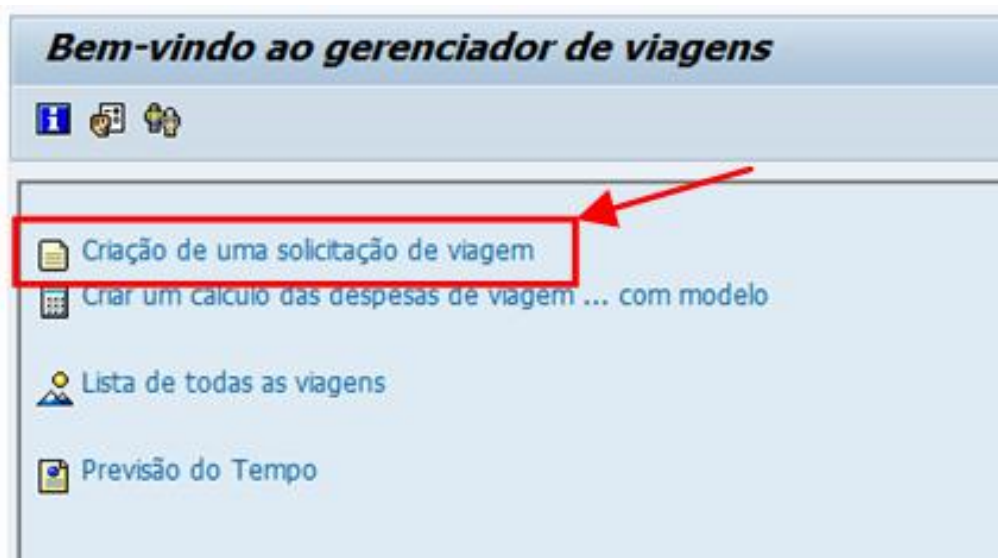 Bem-vindo ao gerenciador de viagens
Criação de uma solicitação de viagem
Criar um cálculo das despesas de viagem ... com modelo
Lista de todas as viagens
Previsão do Tempo